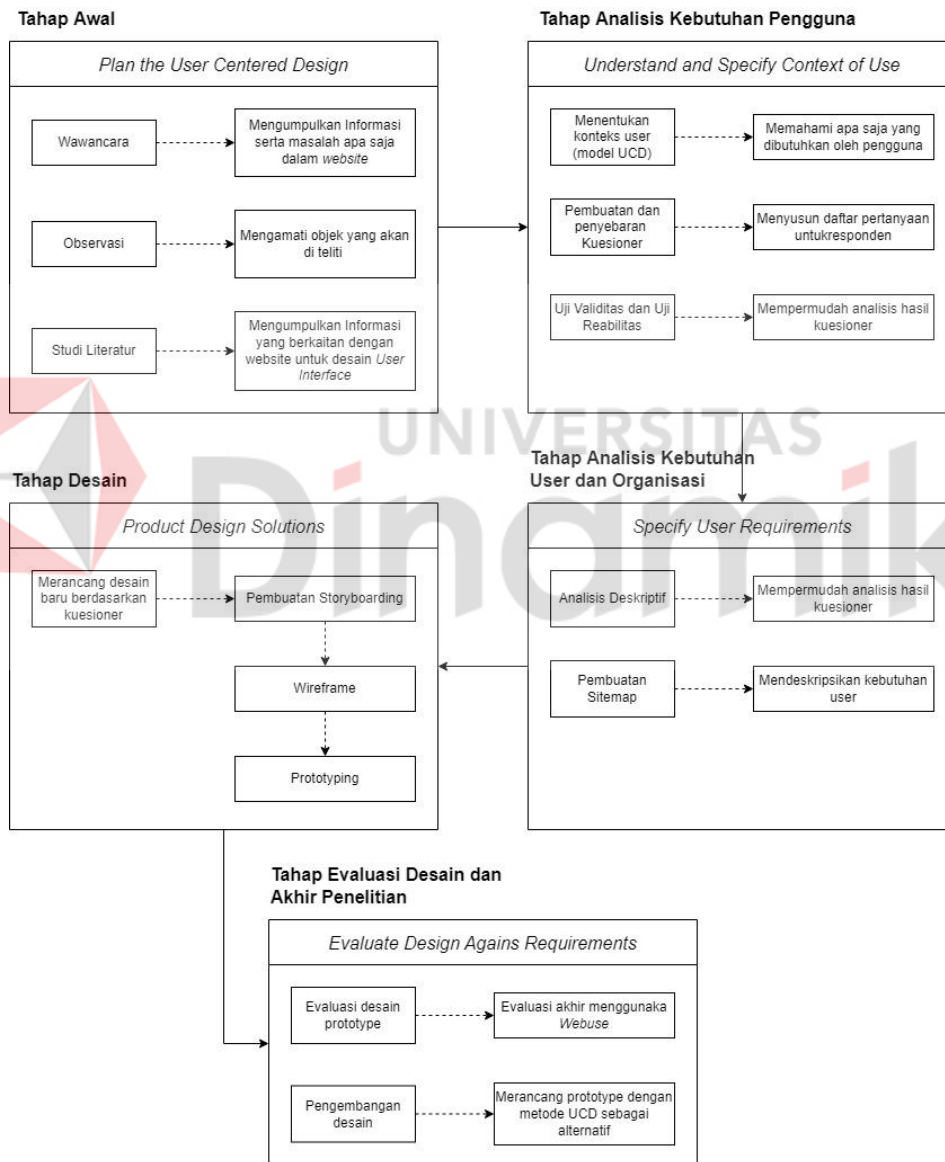 Tahap Awal
Plan the User Centered Design
Wawancara
Mengumpulkan Informasi
serta masalah apa saja
dalam website
Observasi
Mengamati objek yang akan
di teliti
Studi Literatur
Mengumpulkan Informasi
yang berkaitan dengan
website untuk desain User
Interface
Tahap Analisis Kebutuhan Pengguna
Understand and Specify Context of Use
Menentukan
konteks user
(model UCD)
Memahami apa saja yang
dibutuhkan oleh pengguna
Pembuatan dan
penyebaran
Kuesioner
Menyusun daftar pertanyaan
untukresponden
Uji Validitas dan Uji
Reabilitas
Mempermudah analisis hasil
kuesioner
UNIVERSITAS
Dinamik
Tahap Analisis Kebutuhan
User dan Organisasi
Specify User Requirements
Analisis Deskriptif
Mempermudah analisis hasil
kuesioner
Pembuatan
Sitemap
Mendeskripsikan kebutuhan
user
Tahap Desain
Product Design Solutions
Merancang desain
baru berdasarkan
kuesioner
Pembuatan Storyboarding
Wireframe
Prototyping
Tahap Evaluasi Desain dan
Akhir Penelitian
Evaluate Design Agains Requirements
Evaluasi desain
prototype
Evaluasi akhir menggunaka
Webuse
Pengembangan
desain
Merancang prototype dengan
metode UCD sebagai
alternatif